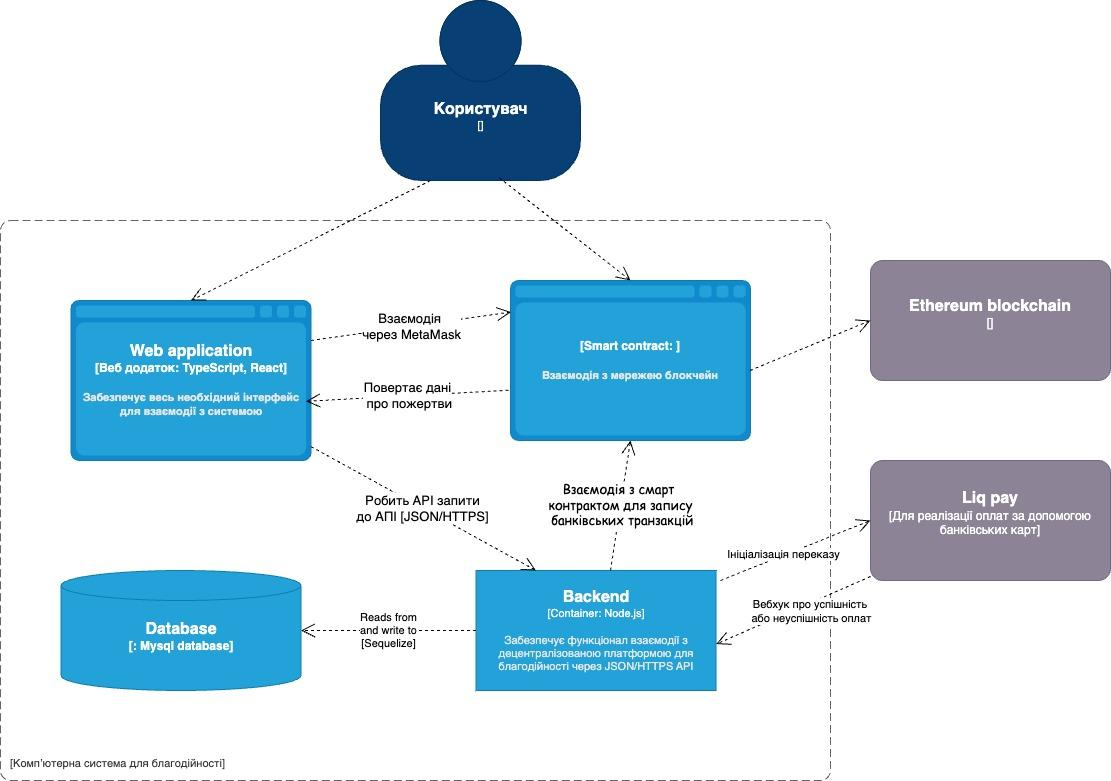 Користувач
[]
Ethereum blockchain
[]
Web application
[Веб додаток: TypeScript, React]
Забезпечує весь необхідний інтерфейс
для взаємодії з системою
Взаємодія
через MetaMask
[Smart contract: ]
Взаємодія з мережею блокчейн
Повертає дані
про пожертви
Робить API запити
до АПІ [JSON/HTTPS]
Взаємодія з смарт
контрактом для запису
банківських транзакцій
Liq pay
[Для реалізації оплат за допомогою
банківських карт]
Ініціалізація переказу
Вебхук про успішність
або неуспішність оплат
Database
[: Mysql database]
Reads from
and write to
[Sequelize]
Backend
[Container: Node.js]
Забезпечує функціонал взаємодії з
децентралізованою платформою для
благодійності через JSON/HTTPS API
[Комп'ютерна система для благодійності]